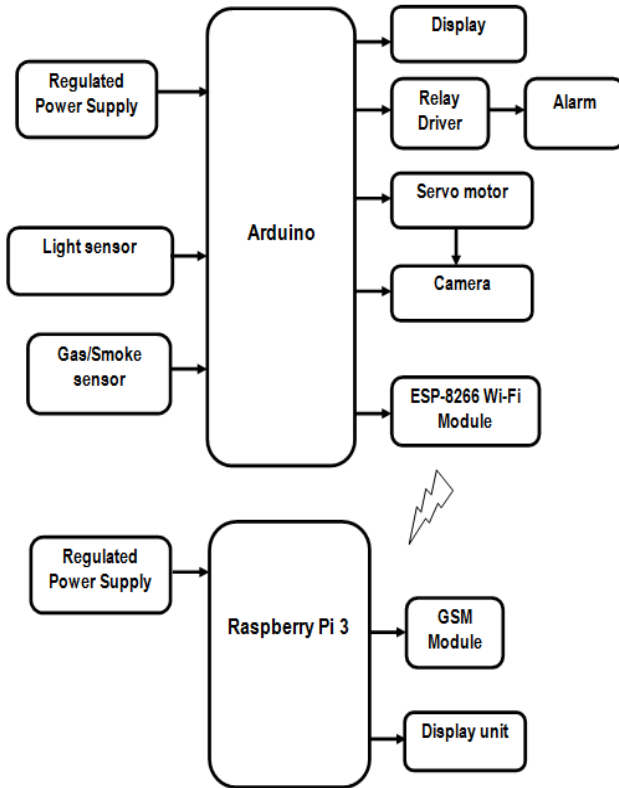 Display
Regulated
Power Supply
Relay
Driver
Alarm
Servo motor
Arduino
Light sensor
Camera
Gas/Smoke
sensor
ESP-8266 Wi-Fi
Module
Regulated
Power Supply
Raspberry Pi 3
GSM
Module
Display unit